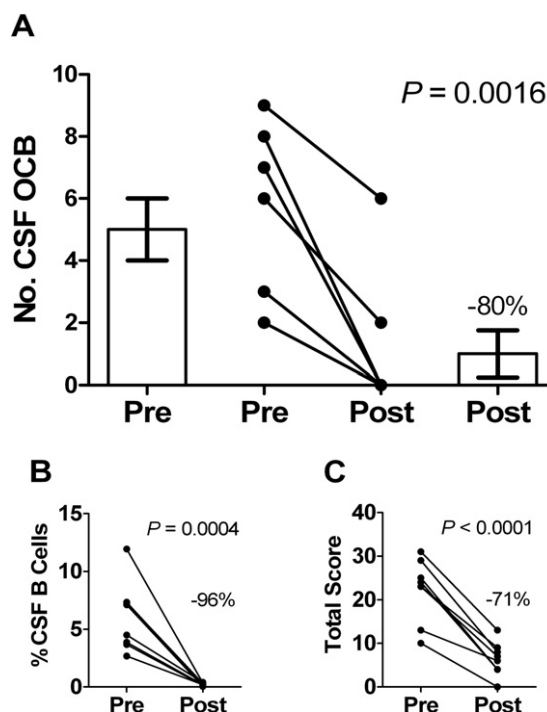 A
No. CSF OCB
10
8
6
4
2
0
P = 0.0016
-80%
Pre
Pre
Post
Post
B
%CSF B Cells
15
10
5
0
P = 0.0004
-96%
Pre
Post
C
Total Score
40
30
20
10
0
P < 0.0001
-71%
Pre
Post